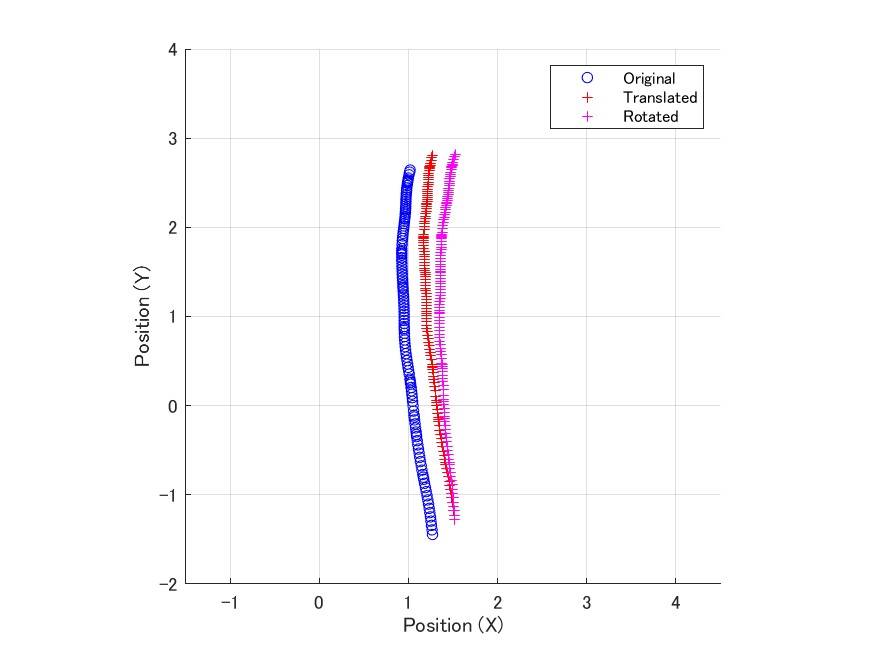 4
3
2
1
0
−1
−2
−1
0
1
2
3
4
Position (X)
Position (Y)
Original
Translated
Rotated